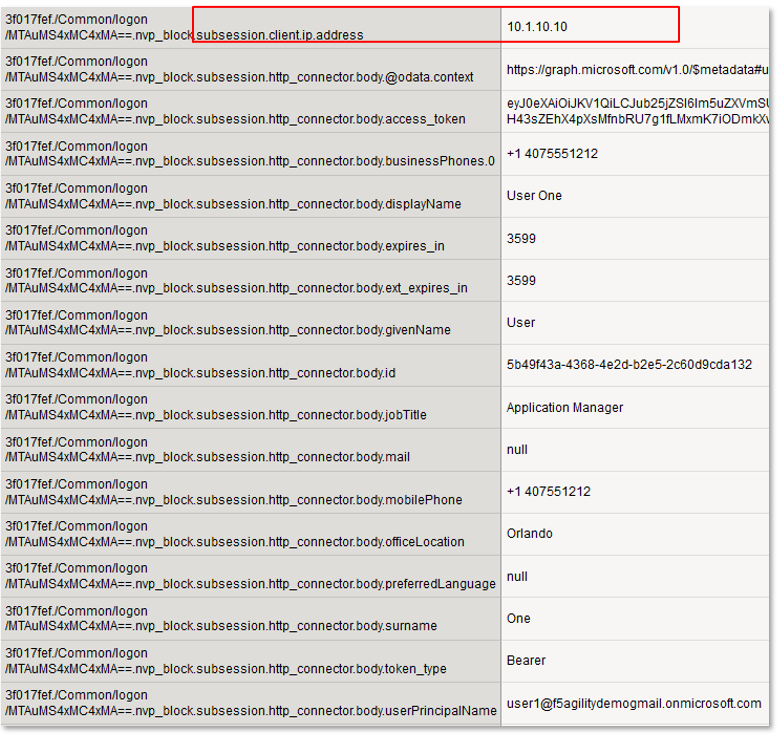 3f017fef./Common/logon
/MTAuMS4xMC4xMA==.nvp_block.subsession.client.ip.address
10.1.10.10
3f017fef./Common/logon
/MTAuMS4xMC4xMA==.nvp_block.subsession.http_connector.body.@odata.context
https://graph.microsoft.com/v1.0/$metadata#u
3f017fef./Common/logon
/MTAuMS4xMC4xMA==.nvp_block.subsession.http_connector.body.access_token
3f017fef./Common/logon
/MTAuMS4xMC4xMA==.nvp_block.subsession.http_connector.body.businessPhones.0
+1 4075551212
3f017fef./Common/logon
/MTAuMS4xMC4xMA==.nvp_block.subsession.http_connector.body.displayName
User One
3f017fef./Common/logon
/MTAuMS4xMC4xMA==.nvp_block.subsession.http_connector.body.expires_in
3599
3f017fef./Common/logon
/MTAuMS4xMC4xMA==.nvp_block.subsession.http_connector.body.ext_expires_in
3599
3f017fef./Common/logon
/MTAuMS4xMC4xMA==.nvp_block.subsession.http_connector.body.givenName
User
3f017fef./Common/logon
/MTAuMS4xMC4xMA==.nvp_block.subsession.http_connector.body.id
5b49f43a-4368-4e2d-b2e5-2c60d9cda132
3f017fef./Common/logon
/MTAuMS4xMC4xMA==.nvp_block.subsession.http_connector.body.jobTitle
Application Manager
3f017fef./Common/logon
/MTAuMS4xMC4xMA==.nvp_block.subsession.http_connector.body.mail
null
3f017fef./Common/logon
/MTAuMS4xMC4xMA==.nvp_block.subsession.http_connector.body.mobilePhone
+1 407551212
3f017fef./Common/logon
/MTAuMS4xMC4xMA==.nvp_block.subsession.http_connector.body.officeLocation
Orlando
3f017fef./Common/logon
/MTAuMS4xMC4xMA==.nvp_block.subsession.http_connector.body.preferredLanguage
null
3f017fef./Common/logon
/MTAuMS4xMC4xMA==.nvp_block.subsession.http_connector.body.surname
One
3f017fef./Common/logon
/MTAuMS4xMC4xMA==.nvp_block.subsession.http_connector.body.token_type
Bearer
3f017fef./Common/logon
/MTAuMS4xMC4xMA==.nvp_block.subsession.http_connector.body.userPrincipalName
user1@f5agilitydemogmail.onmicrosoft.com